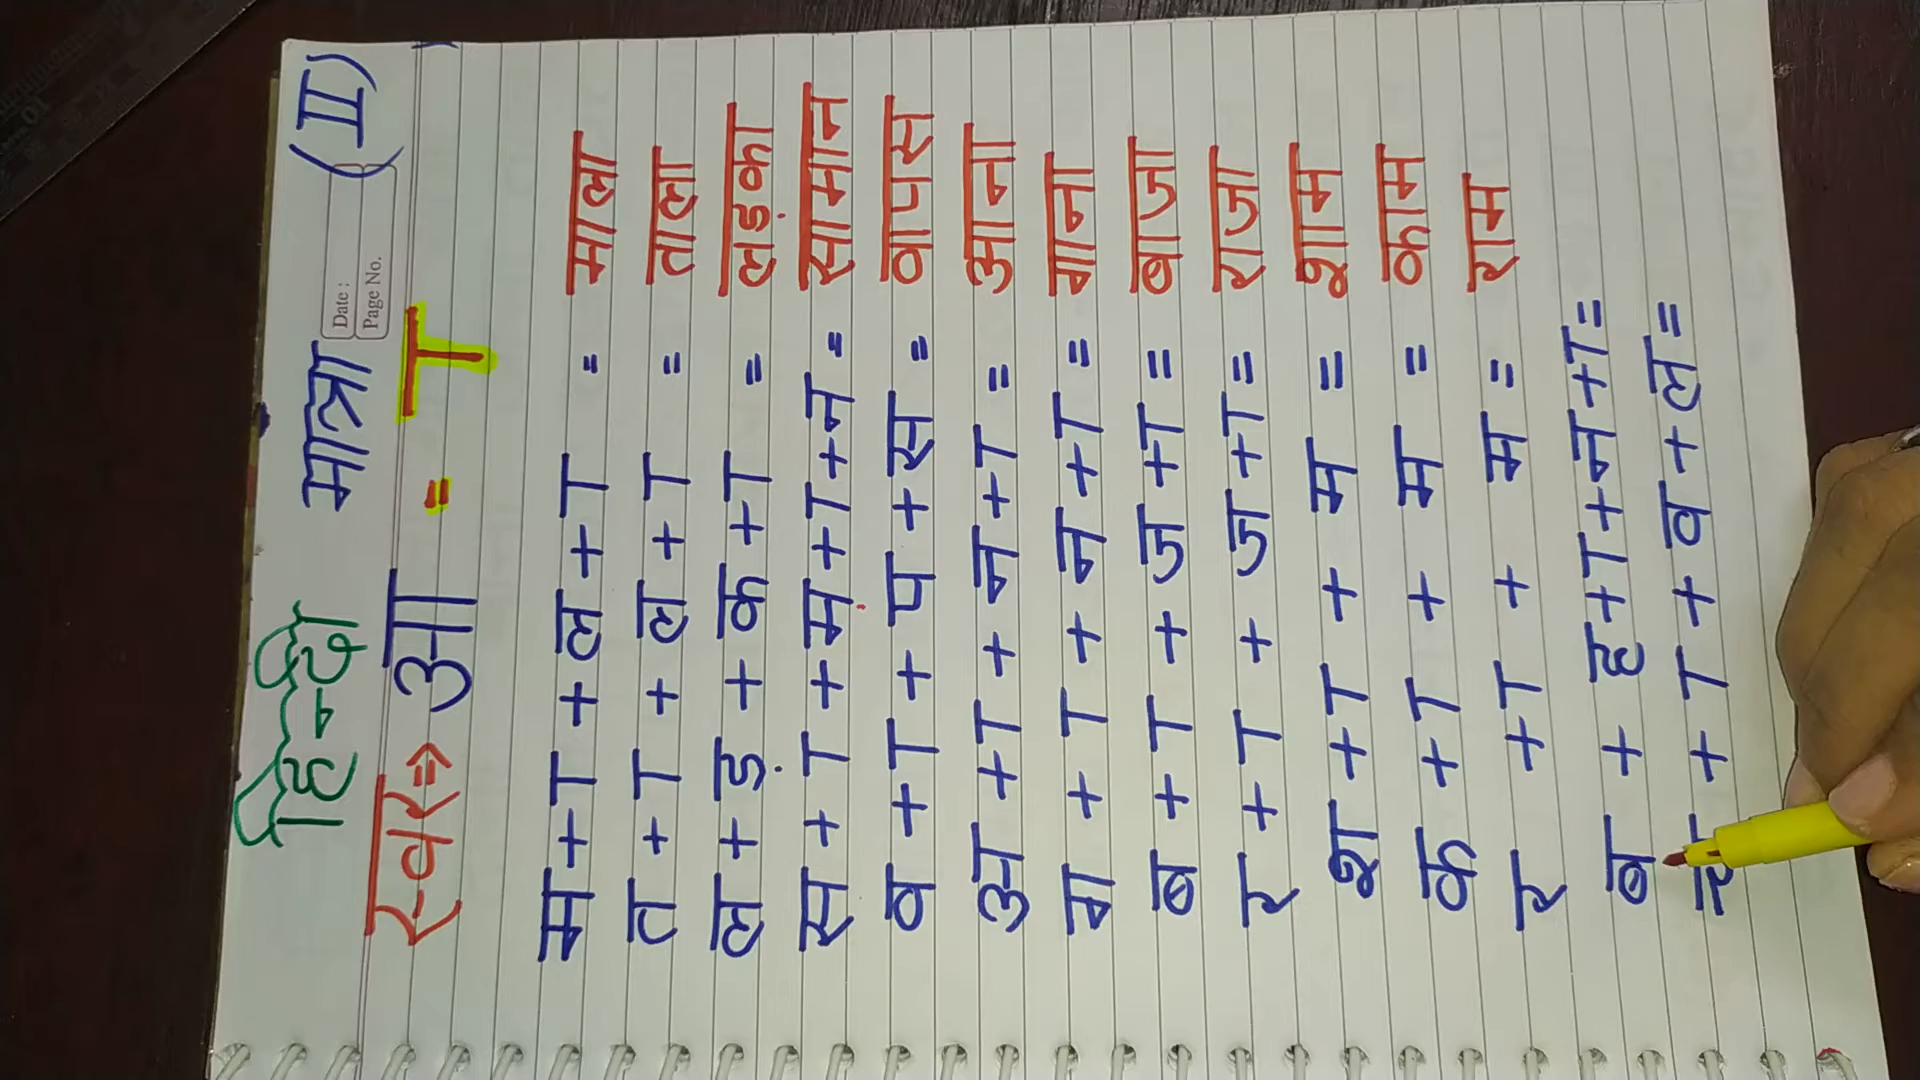 हिन्दी मात्रा (II)
Date :
Page No.
स्वर ⇒ आ = ा
म + ा + ल + ा = माला
त + ा + ल + ा = ताला
ल + ड़ + क + ा = लड़का
स + ा + म + ा + न = सामान
व + ा + प + स = वापस
अ + ा + न + ा = आना
ग + ा + न + ा = गाना
ब + ा + ज + ा = बाजा
र + ा + ज + ा = राजा
श + ा + म = शाम
क + ा + म = काम
र + ा + म = राम
ब + ह + ा + न + ा =
+ ा + व + ल =